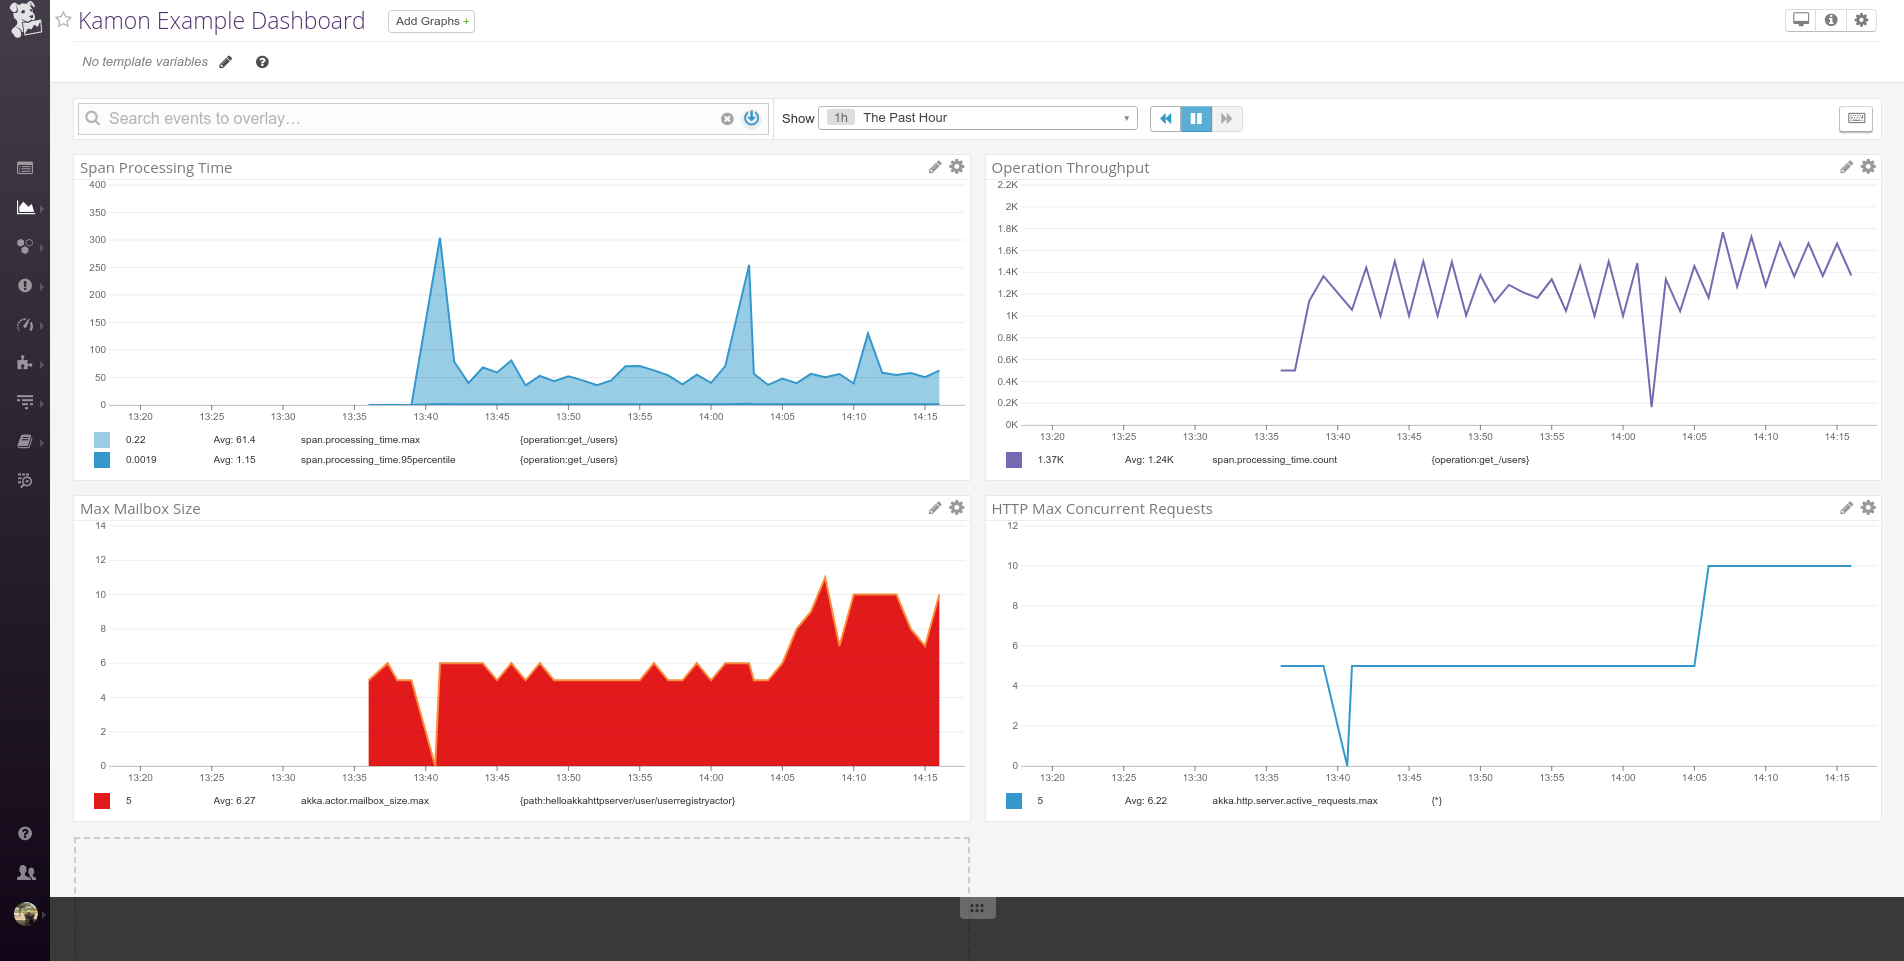 Kamon Example Dashboard Add Graphs +
No template variables
Search events to overlay... Show 1h The Past Hour
Span Processing Time
400
350
300
250
200
150
100
50
0
13:20 13:25 13:30 13:35 13:40 13:45 13:50 13:55 14:00 14:05 14:10 14:15
0.22 Avg: 61.4 span.processing_time.max {operation:get_/users}
0.0019 Avg: 1.15 span.processing_time.95percentile {operation:get_/users}
Operation Throughput
2.2K
2K
1.8K
1.6K
1.4K
1.2K
1K
0.8K
0.6K
0.4K
0.2K
0K
13:20 13:25 13:30 13:35 13:40 13:45 13:50 13:55 14:00 14:05 14:10 14:15
1.37K Avg: 1.24K span.processing_time.count {operation:get_/users}
Max Mailbox Size
14
12
10
8
6
4
2
0
13:20 13:25 13:30 13:35 13:40 13:45 13:50 13:55 14:00 14:05 14:10 14:15
5 Avg: 6.27 akka.actor.mailbox_size.max {path:helloakkahttpserver/user/userregistryactor}
HTTP Max Concurrent Requests
12
10
8
6
4
2
0
13:20 13:25 13:30 13:35 13:40 13:45 13:50 13:55 14:00 14:05 14:10 14:15
5 Avg: 6.22 akka.http.server.active_requests.max {*}